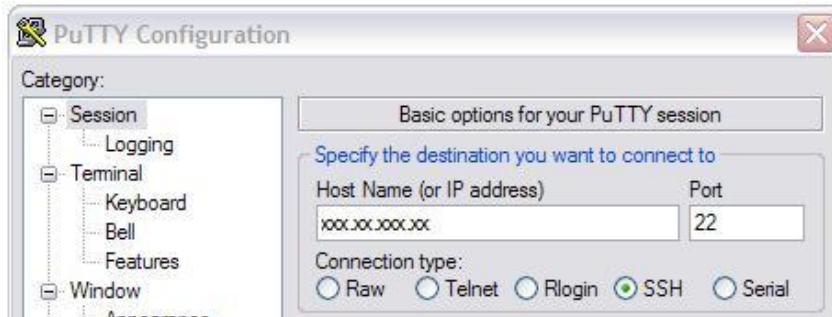 PuTTY Configuration
Category:
Session
Logging
Terminal
Keyboard
Bell
Features
Window
Appearance
Basic options for your PuTTY session
Specify the destination you want to connect to
Host Name (or IP address) Port
xxx.xx.xxx.xx 22
Connection type:
Raw Telnet Rlogin SSH Serial